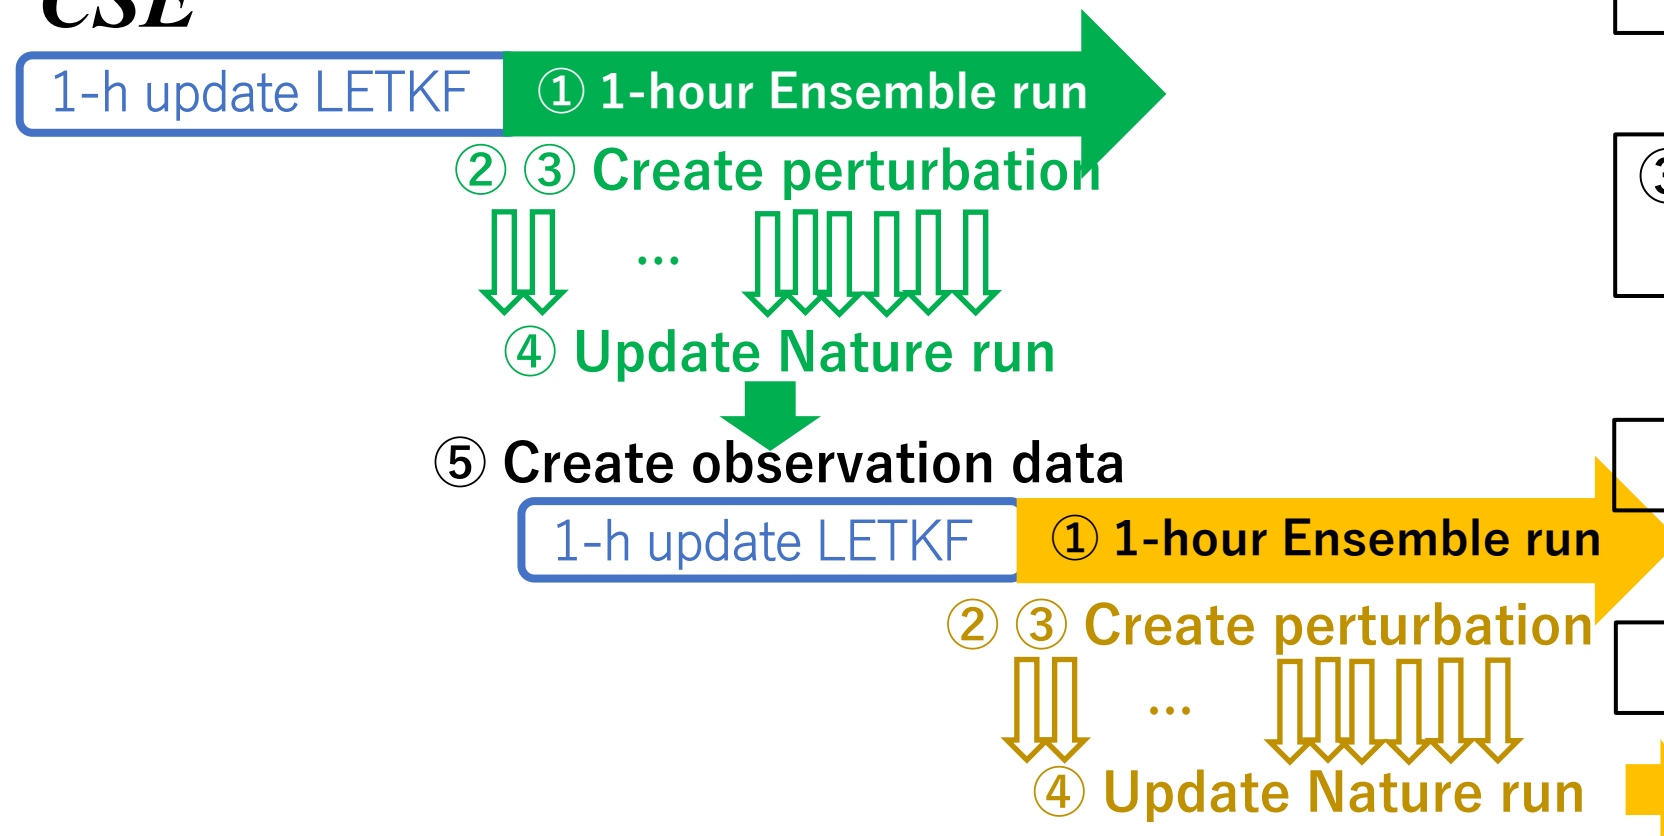 CSE
1-h update LETKF ① 1-hour Ensemble run
② ③ Create perturbation
...
④ Update Nature run
⑤ Create observation data
1-h update LETKF ① 1-hour Ensemble run
② ③ Create perturbation
...
④ Update Nature run